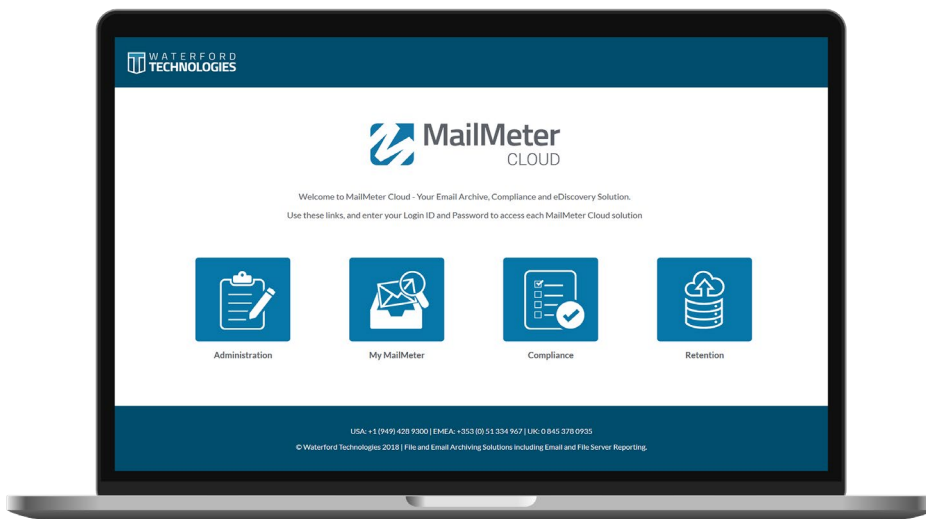 WATERFORD
TECHNOLOGIES
MailMeter
CLOUD
Welcome to MailMeter Cloud - Your Email Archive, Compliance and eDiscovery Solution.
Use these links, and enter your Login ID and Password to access each MailMeter Cloud solution
Administration
My MailMeter
Compliance
Retention
USA: +1 (949) 428 9300 | EMEA: +353 (0) 51 334 967 | UK: 0 845 378 0935
© Waterford Technologies 2018 | File and Email Archiving Solutions including Email and File Server Reporting.